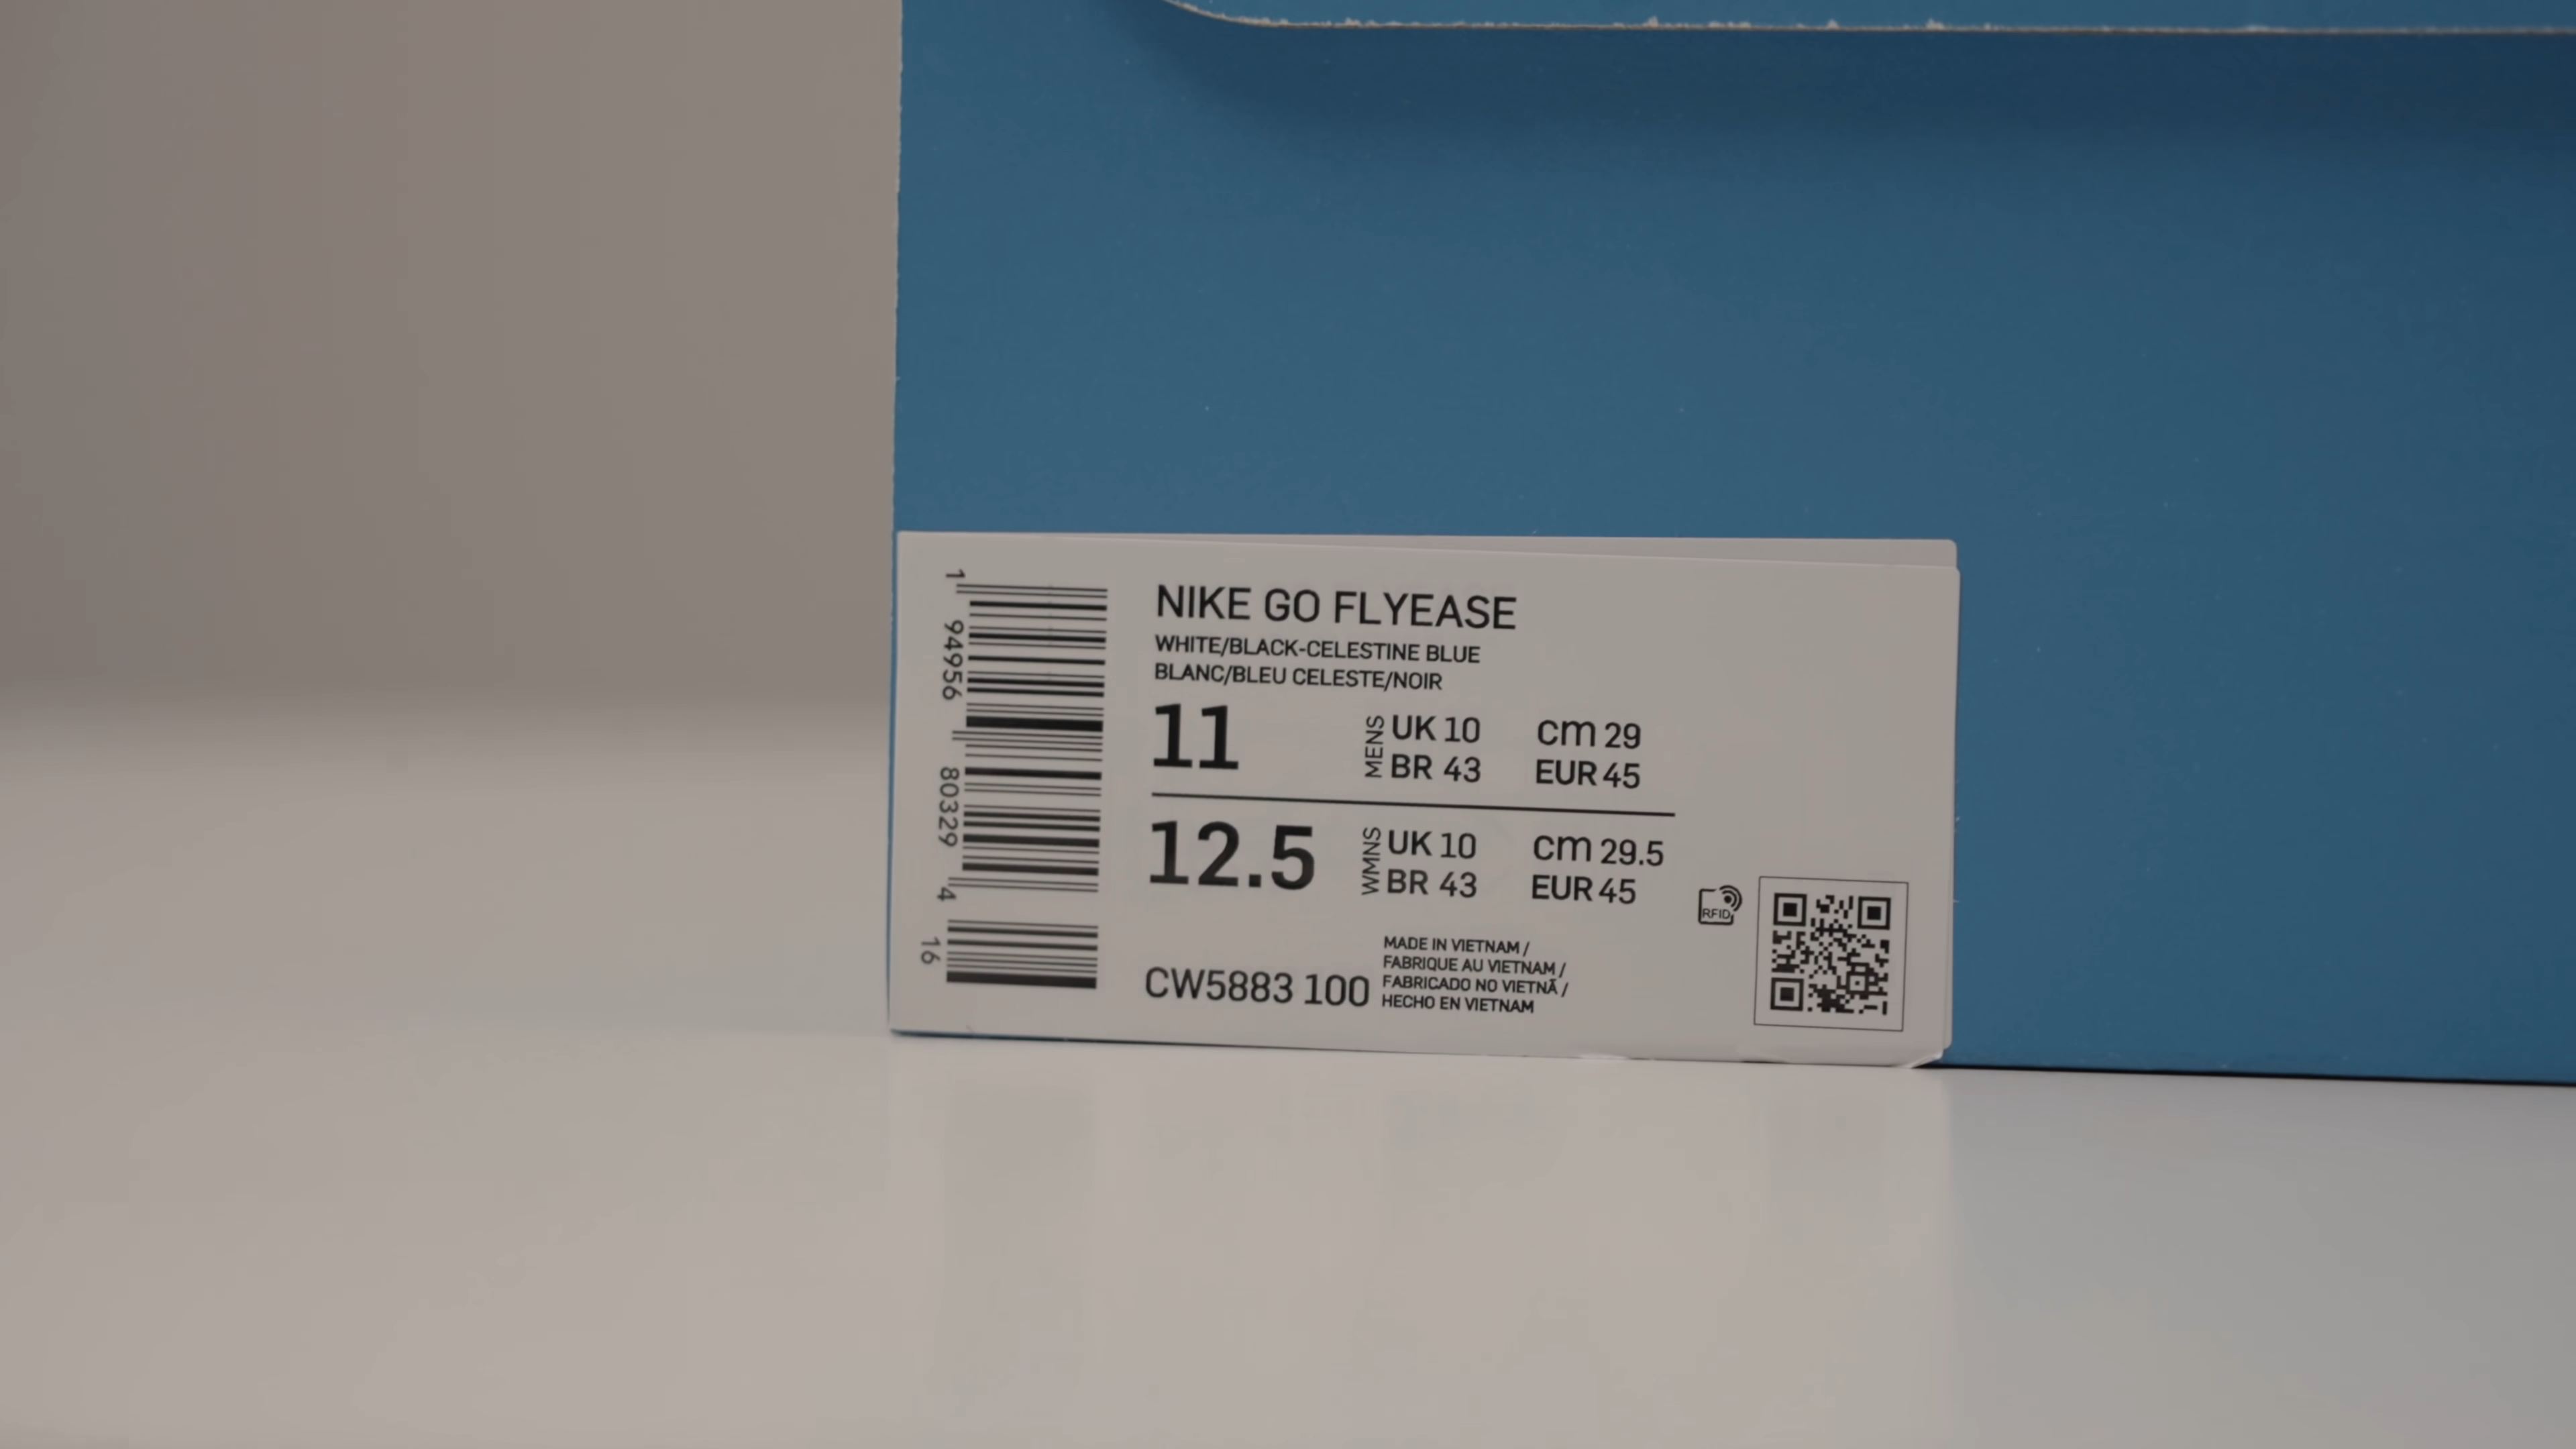 1 94956 80329 4
16
NIKE GO FLYEASE
WHITE/BLACK-CELESTINE BLUE
BLANC/BLEU CELESTE/NOIR
11 MENS UK 10 cm 29
BR 43 EUR 45
12.5 WMNS UK 10 cm 29.5
BR 43 EUR 45
RFID
CW5883 100
MADE IN VIETNAM /
FABRIQUE AU VIETNAM /
FABRICADO NO VIETNÃ /
HECHO EN VIETNAM